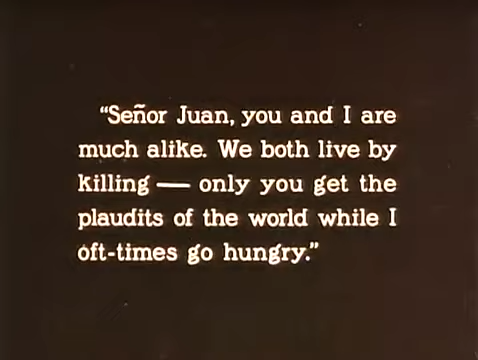 “Señor Juan, you and I are
much alike. We both live by
killing — only you get the
plaudits of the world while I
oft-times go hungry.”